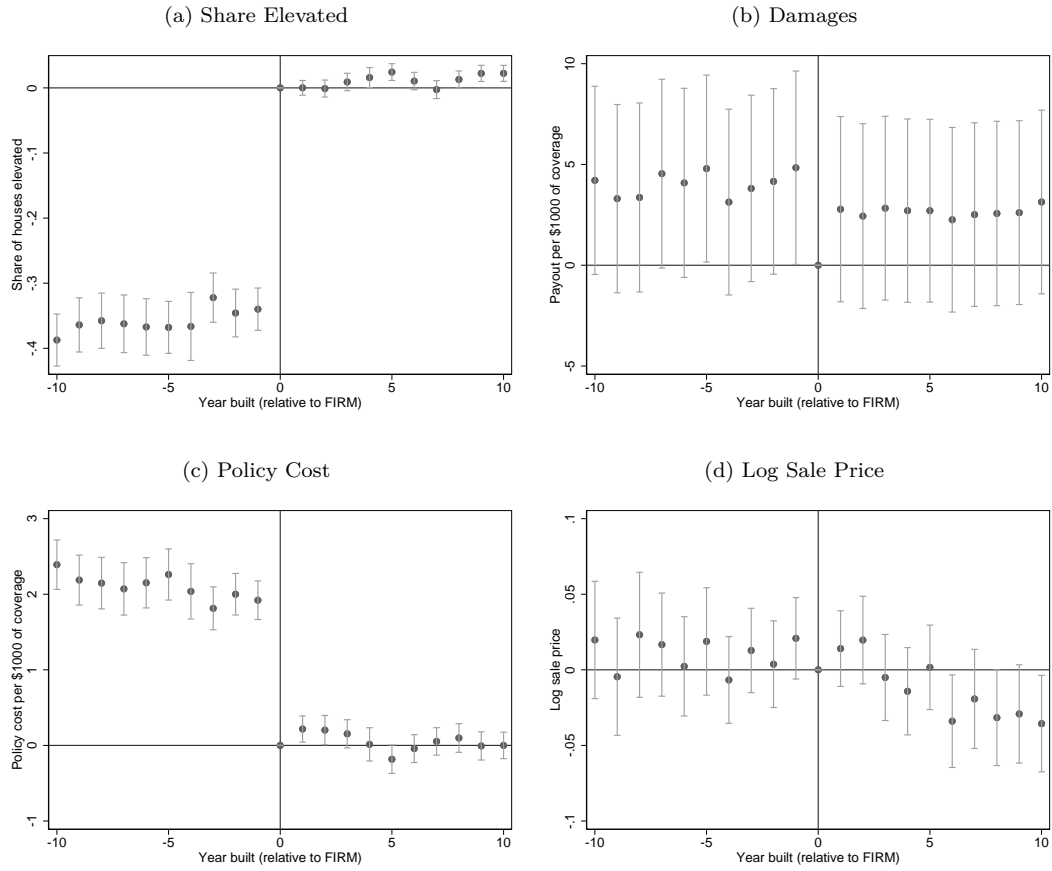 (a) Share Elevated
Share of houses elevated
0
-.1
-.2
-.3
-.4
-10 -5 0 5 10
Year built (relative to FIRM)
(b) Damages
Payout per $1000 of coverage
10
5
0
-5
-10 -5 0 5 10
Year built (relative to FIRM)
(c) Policy Cost
Policy cost per $1000 of coverage
3
2
1
0
-1
-10 -5 0 5 10
Year built (relative to FIRM)
(d) Log Sale Price
Log sale price
.1
.05
0
-.05
-.1
-10 -5 0 5 10
Year built (relative to FIRM)